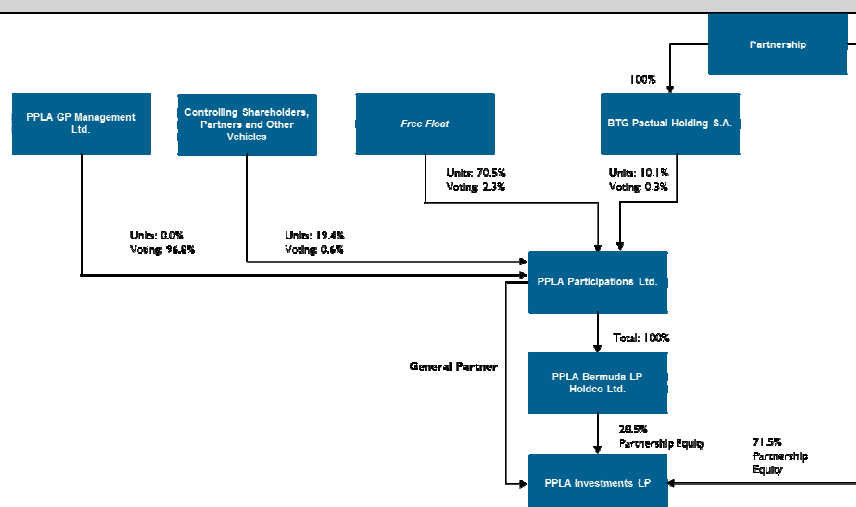 Partnership
100%
PPLA GP Management
Ltd.
Controlling Shareholders,
Partners and Other
Vehicles
Free Float
BTG Pactual Holding S.A.
Units: 70.5%
Voting: 2.3%
Units: 10.1%
Voting: 0.3%
Units: 0.0%
Voting: 96.8%
Units: 19.4%
Voting: 0.6%
PPLA Participations Ltd.
Total: 100%
General Partner
PPLA Bermuda LP
Holdco Ltd.
28.5%
Partnership Equity
71.5%
Partnership
Equity
PPLA Investments LP